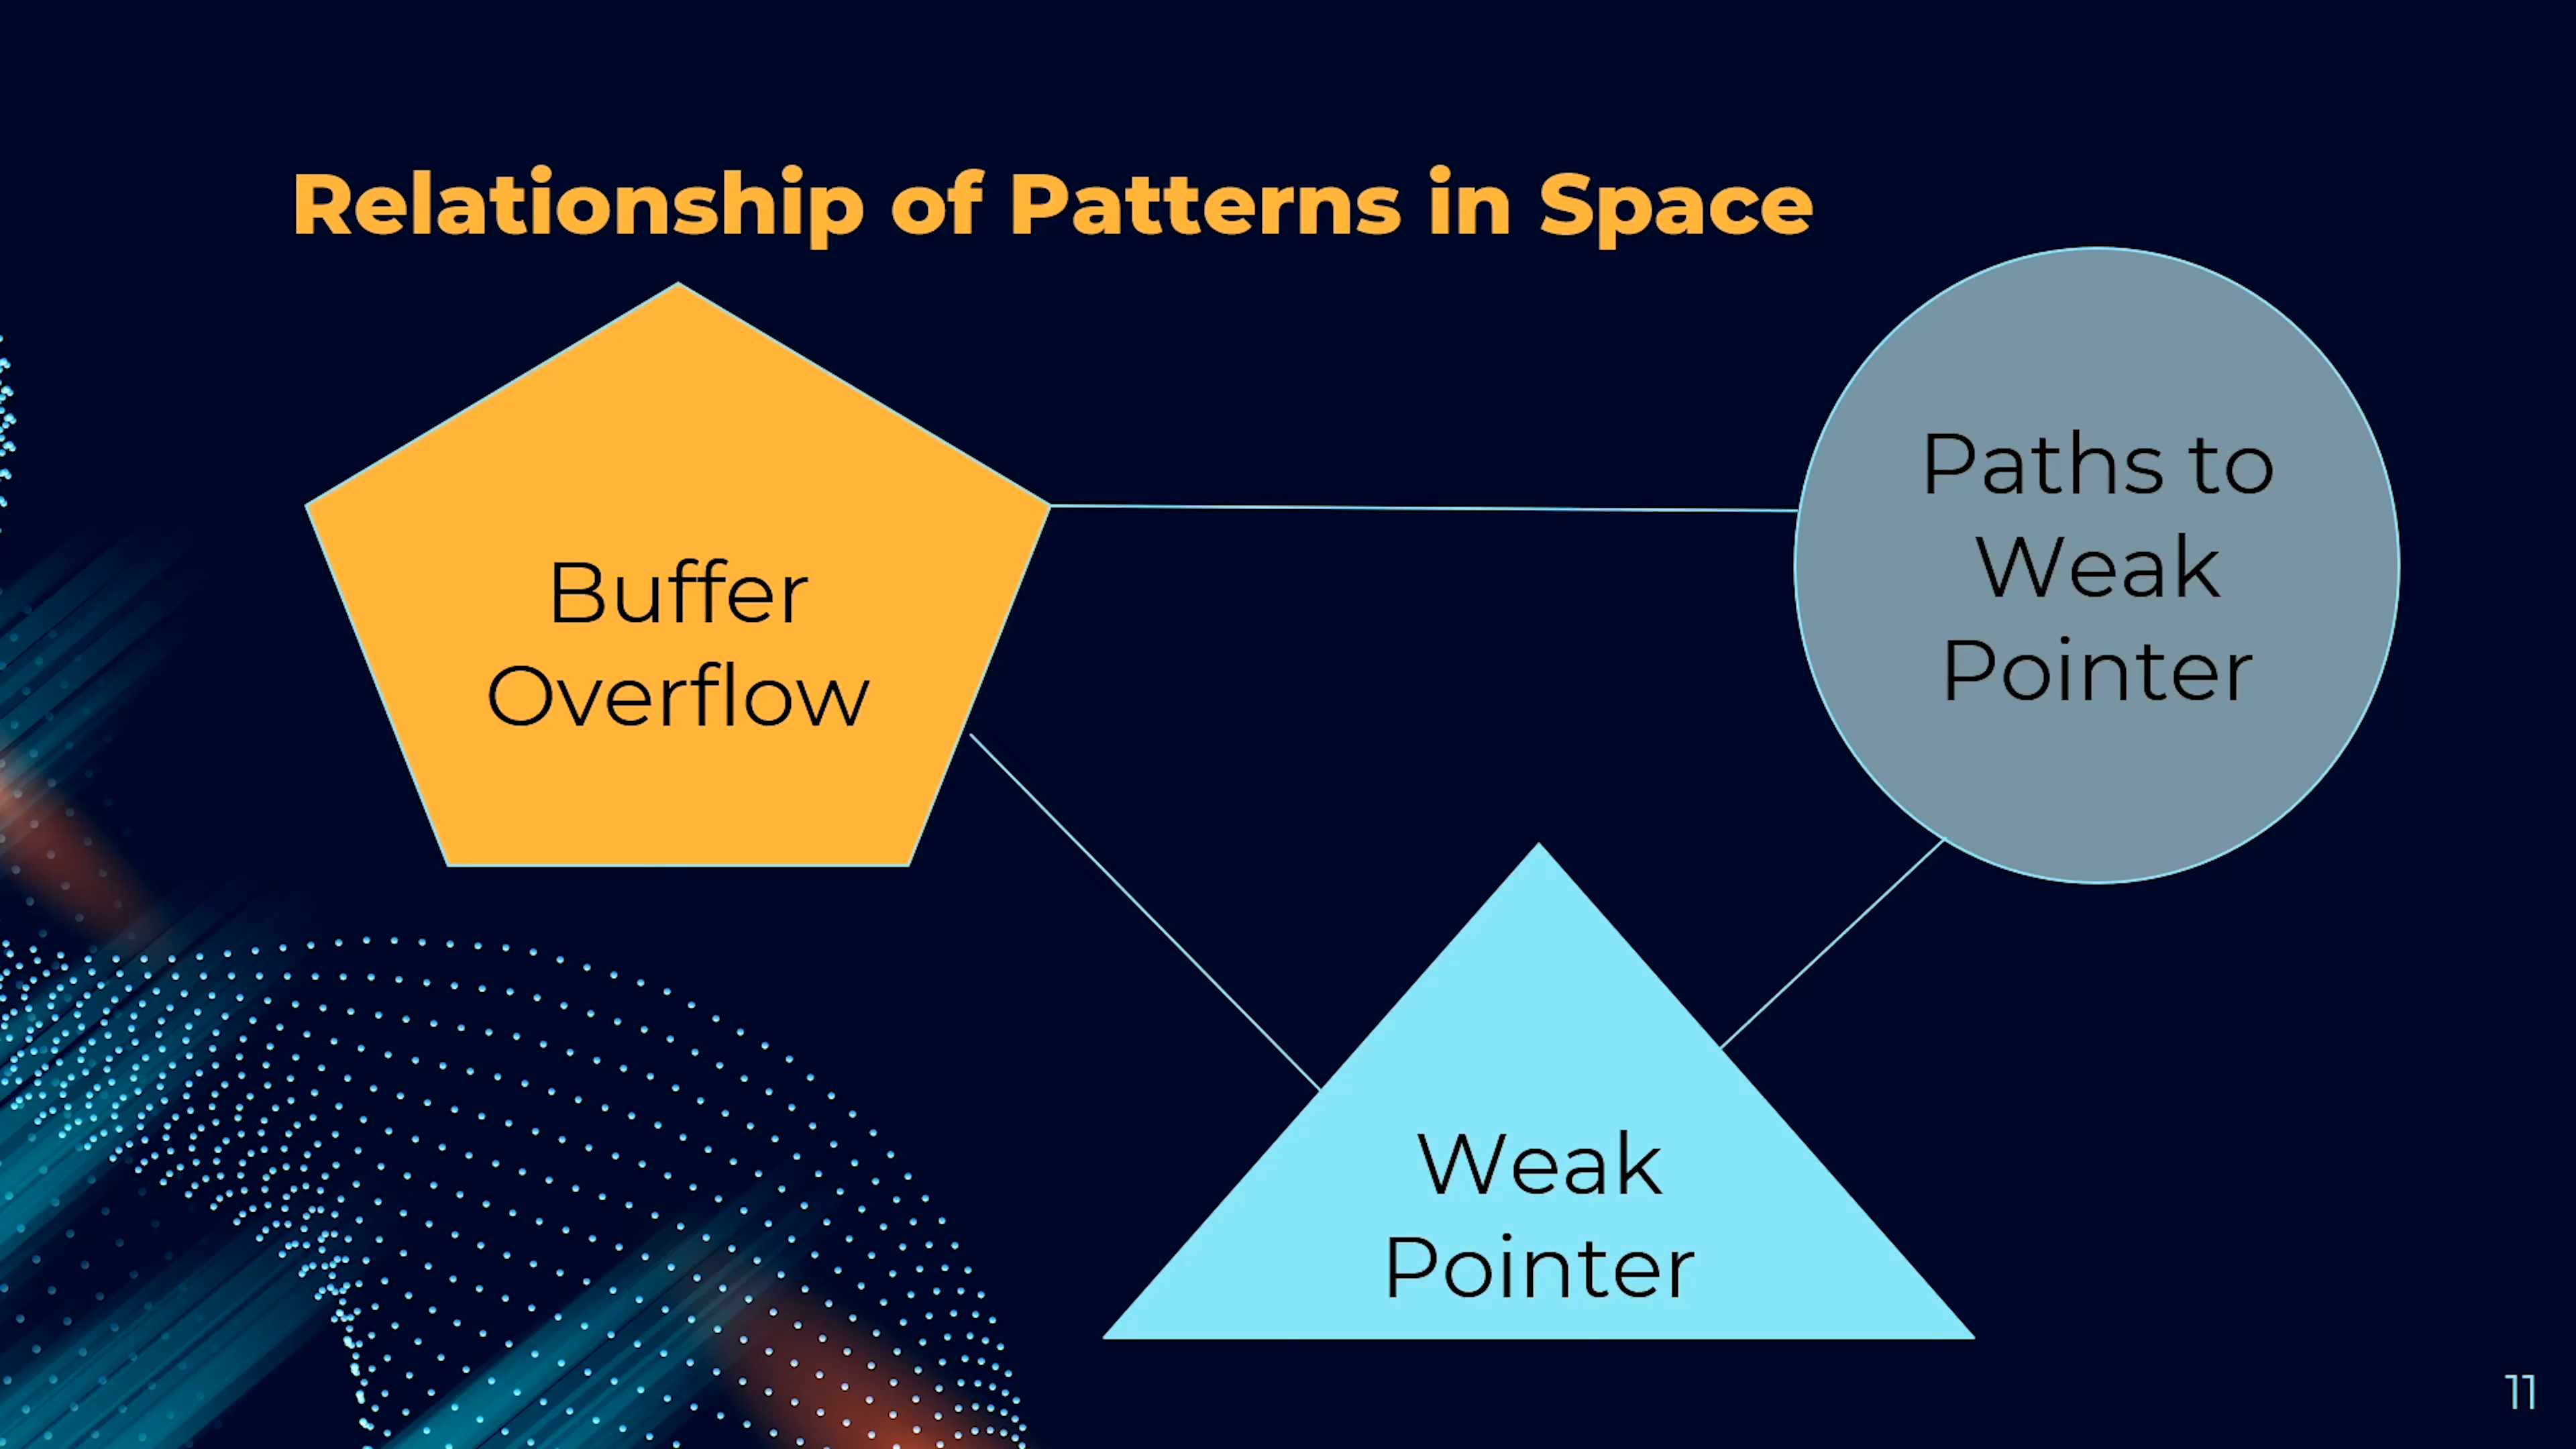 Relationship of Patterns in Space
Buffer
Overflow
Paths to
Weak
Pointer
Weak
Pointer
11